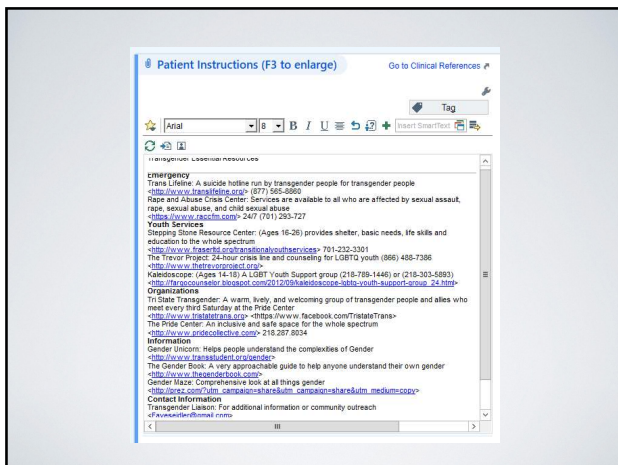 Patient Instructions (F3 to enlarge)
Go to Clinical References
Tag
Arial
8
B I U
Insert SmartText
Transgender Essential Resources
Emergency
Trans Lifeline: A suicide hotline run by transgender people for transgender people
<http://www.translifeline.org/> (877) 565-8860
Rape and Abuse Crisis Center: Services are available to all who are affected by sexual assault,
rape, sexual abuse, and child sexual abuse
<https://www.raccfm.com/> 24/7 (701) 293-727
Youth Services
Stepping Stone Resource Center: (Ages 16-26) provides shelter, basic needs, life skills and
education to the whole spectrum
<http://www.fraserltd.org/transitionalyouthservices> 701-232-3301
The Trevor Project: 24-hour crisis line and counseling for LGBTQ youth (866) 488-7386
<http://www.thetrevorproject.org/>
Kaleidoscope: (Ages 14-18) A LGBT Youth Support group (218-789-1446) or (218-303-5893)
<http://fargocounselor.blogspot.com/2012/09/kaleidoscope-lgbtq-youth-support-group_24.html>
Organizations
Tri State Transgender: A warm, lively, and welcoming group of transgender people and allies who
meet every third Saturday at the Pride Center
<http://www.tristatetrans.org> <thttps://www.facebook.com/TristateTrans>
The Pride Center: An inclusive and safe space for the whole spectrum
<http://www.pridecollective.com/> 218.287.8034
Information
Gender Unicorn: Helps people understand the complexities of Gender
<http://www.transstudent.org/gender>
The Gender Book: A very approachable guide to help anyone understand their own gender
<http://www.thegenderbook.com/>
Gender Maze: Comprehensive look at all things gender
<http://prez.com/?utm_campaign=share&utm_campaign=share&utm_medium=copy>
Contact Information
Transgender Liaison: For additional information or community outreach
<Fayeseidler@gmail.com>